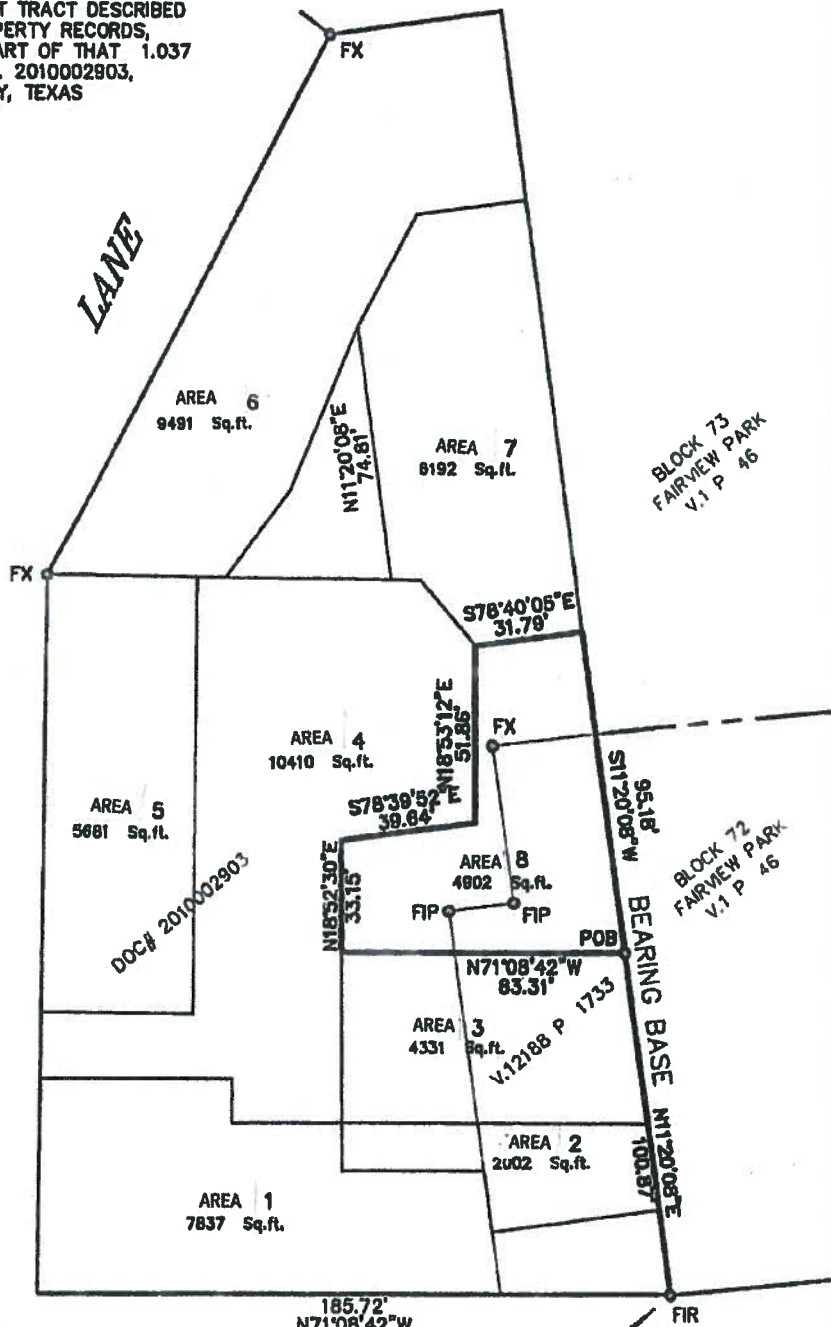 T TRACT DESCRIBED
PERTY RECORDS,
ART OF THAT 1.037
. 2010002903,
Y, TEXAS
FX
LANE
AREA 6
9491 Sq.ft.
N11°20'08"E
74.81'
AREA 7
8192 Sq.ft.
BLOCK 73
FAIRVIEW PARK
V.1 P 46
FX
S78°40'05"E
31.79'
N18°53'12"E
51.86'
FX
AREA 4
10410 Sq.ft.
S78°39'52"E
39.64'
AREA 5
5681 Sq.ft.
95.18'
S11°20'08"W
BLOCK 72
FAIRVIEW PARK
V.1 P 46
N18°52'30"E
33.15'
AREA 8
4902 Sq.ft.
FIP
FIP
DOC# 2010002903
POB
N71°08'42"W
83.31'
BEARING BASE N11°20'08"E
100.87'
AREA 3
4331 Sq.ft.
V.12188 P 1733
AREA 2
2002 Sq.ft.
AREA 1
7837 Sq.ft.
185.72'
N71°08'42"W
FIR